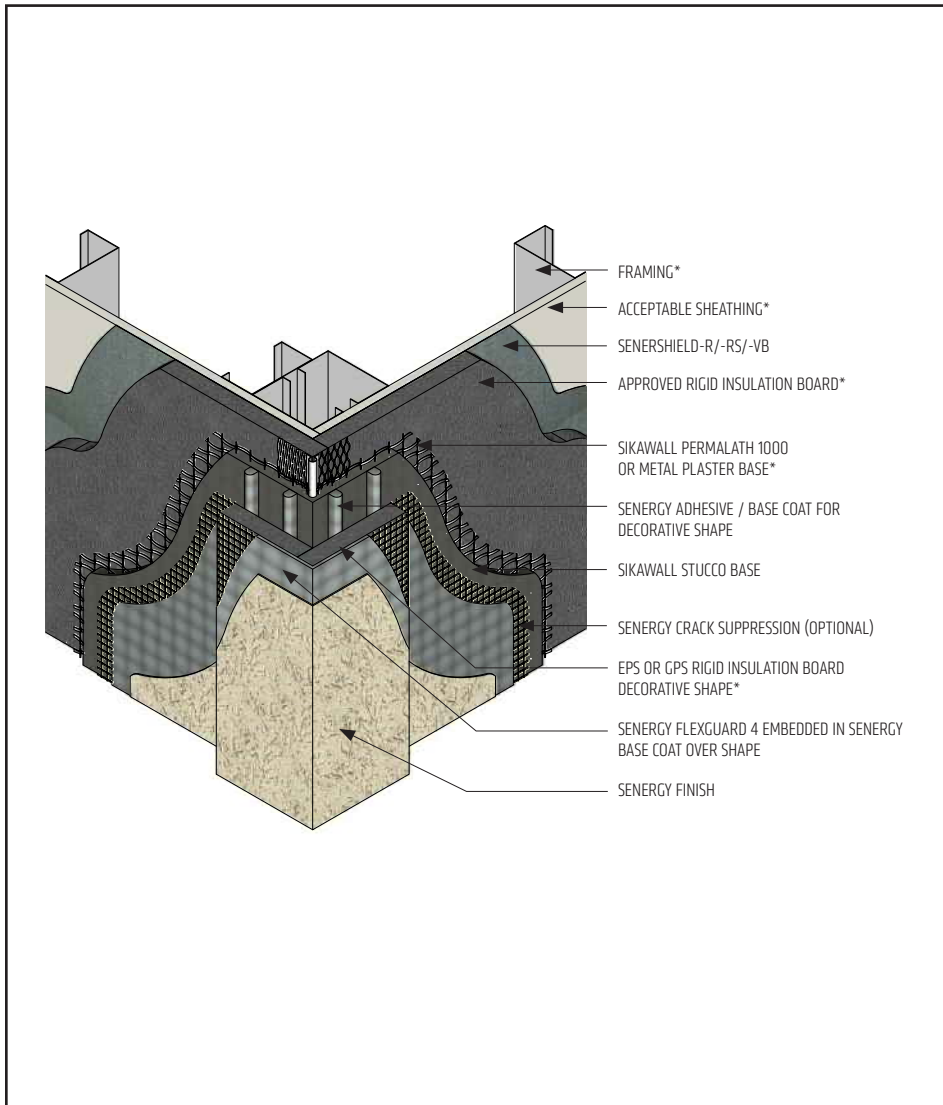 FRAMING*
ACCEPTABLE SHEATHING*
SENERSHIELD-R/-RS/-VB
APPROVED RIGID INSULATION BOARD*
SIKAWALL PERMALATH 1000
OR METAL PLASTER BASE*
SENERGY ADHESIVE / BASE COAT FOR
DECORATIVE SHAPE
SIKAWALL STUCCO BASE
SENERGY CRACK SUPPRESSION (OPTIONAL)
EPS OR GPS RIGID INSULATION BOARD
DECORATIVE SHAPE*
SENERGY FLEXGUARD 4 EMBEDDED IN SENERGY
BASE COAT OVER SHAPE
SENERGY FINISH